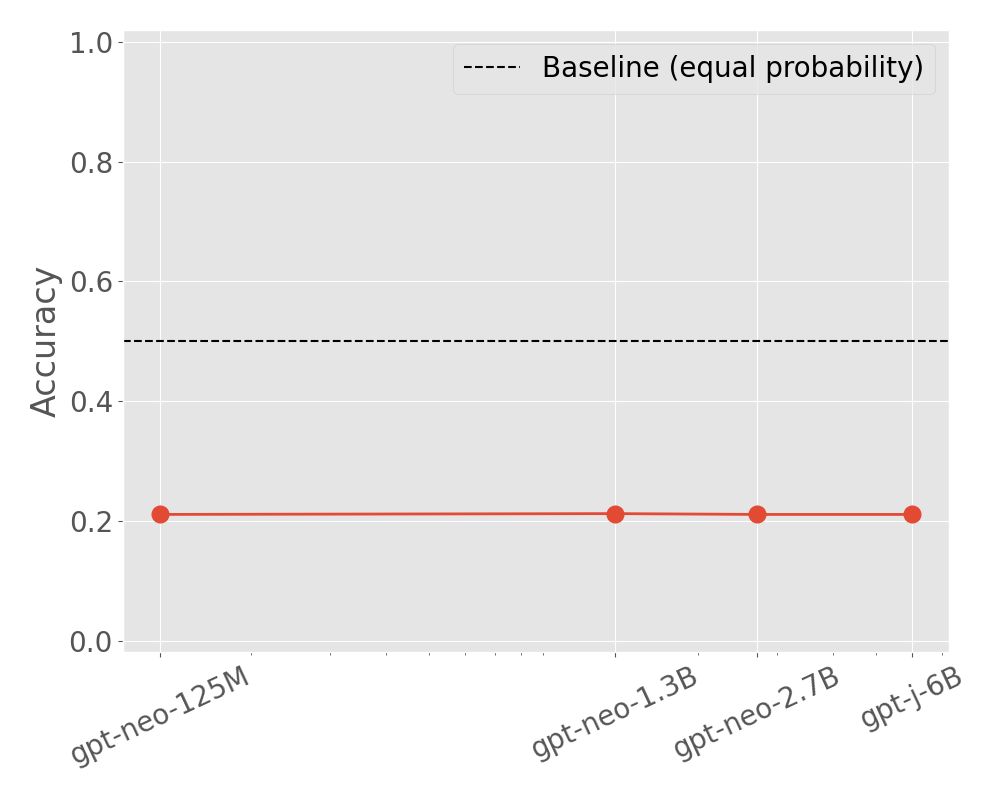 1.0
Baseline (equal probability)
0.8
0.6
Accuracy
0.4
0.2
0.0
gpt-neo-125M
gpt-neo-1.3B
gpt-neo-2.7B
gpt-j-6B